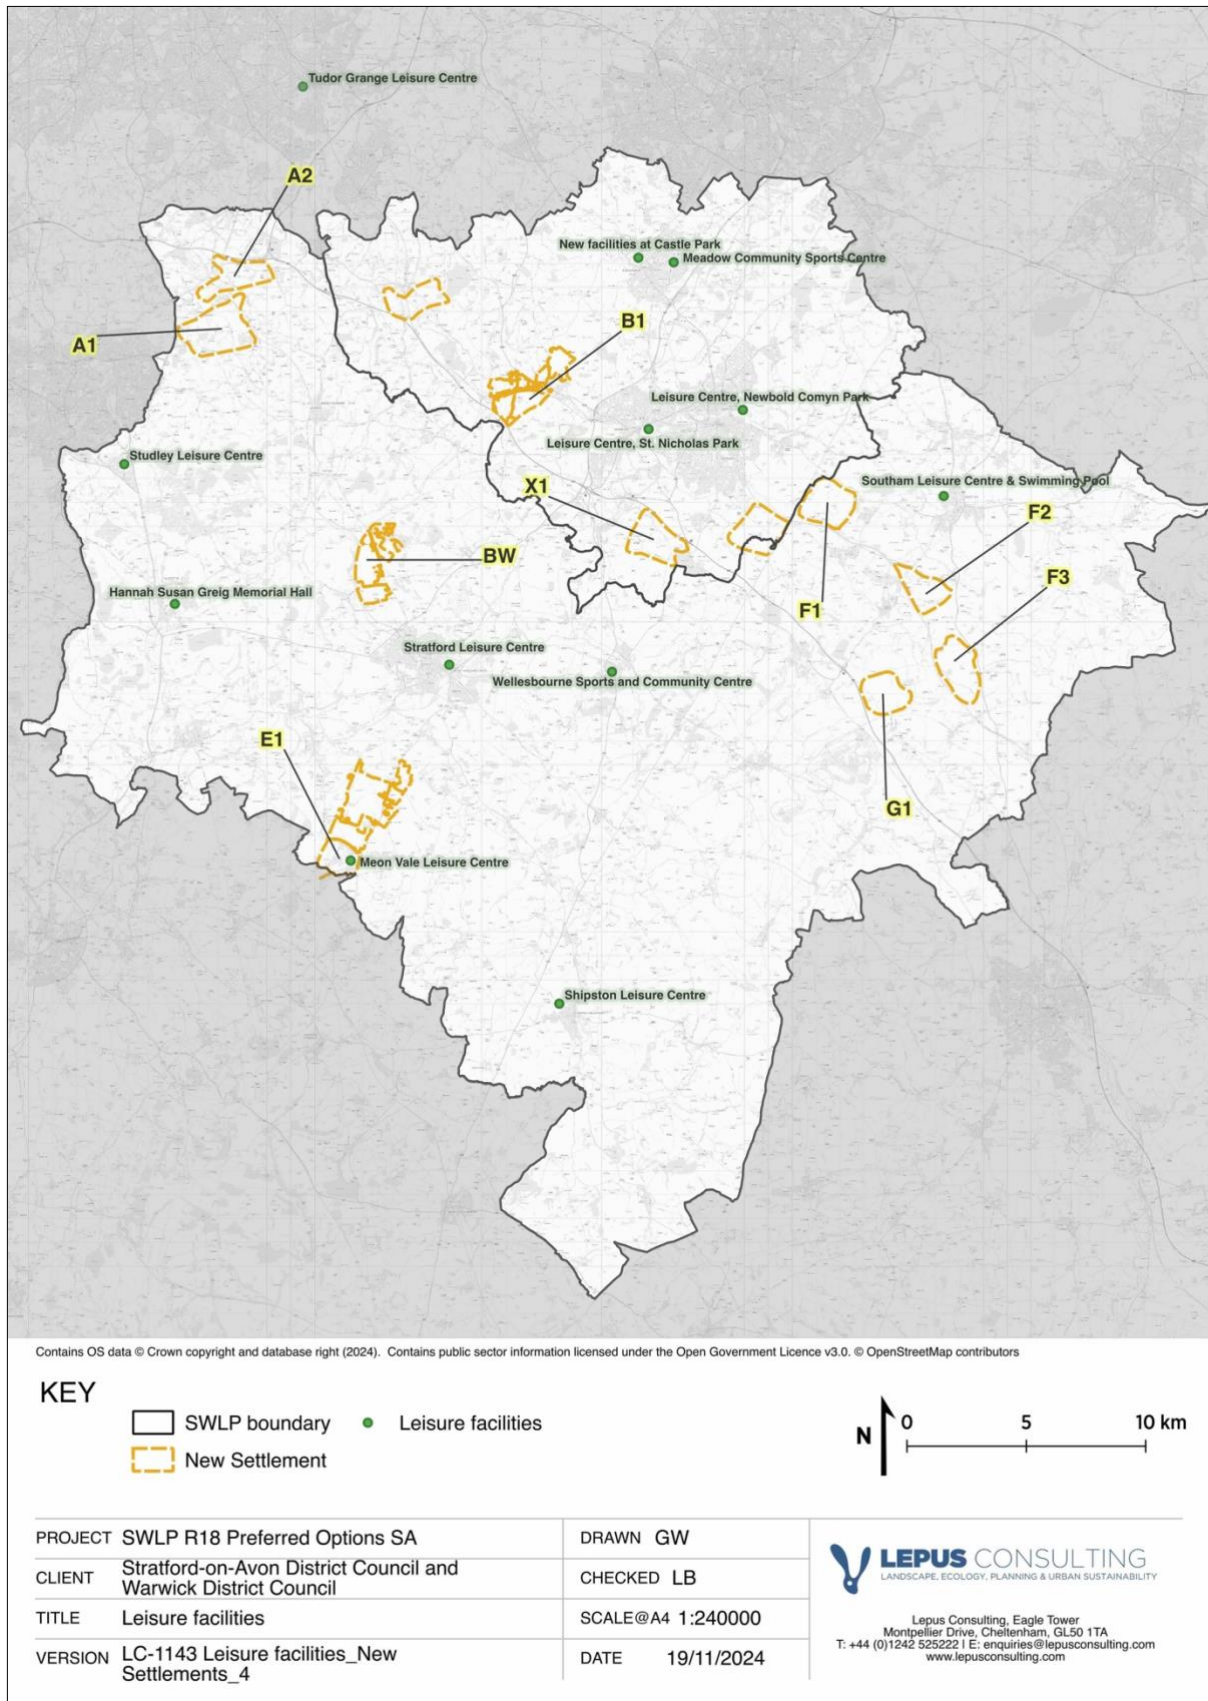 Tudor Grange Leisure Centre
A2
New facilities at Castle Park
Meadow Community Sports Centre
B1
A1
Leisure Centre, Newbold Comyn Park
Leisure Centre, St. Nicholas Park
Studley Leisure Centre
X1
Southam Leisure Centre & Swimming Pool
F2
BW
F3
Hannah Susan Greig Memorial Hall
F1
Stratford Leisure Centre
Wellesbourne Sports and Community Centre
E1
G1
Meon Vale Leisure Centre
Shipston Leisure Centre
Contains OS data © Crown copyright and database right (2024). Contains public sector information licensed under the Open Government Licence v3.0. © OpenStreetMap contributors
KEY
SWLP boundary
Leisure facilities
New Settlement
N
0 5 10 km
PROJECT SWLP R18 Preferred Options SA
CLIENT Stratford-on-Avon District Council and
Warwick District Council
TITLE Leisure facilities
VERSION LC-1143 Leisure facilities_New
Settlements_4
DRAWN GW
CHECKED LB
SCALE@A4 1:240000
DATE 19/11/2024
LEPUS CONSULTING
LANDSCAPE, ECOLOGY, PLANNING & URBAN SUSTAINABILITY
Lepus Consulting, Eagle Tower
Montpellier Drive, Cheltenham, GL50 1TA
T: +44 (0)1242 525222 | E: enquiries@lepusconsulting.com
www.lepusconsulting.com